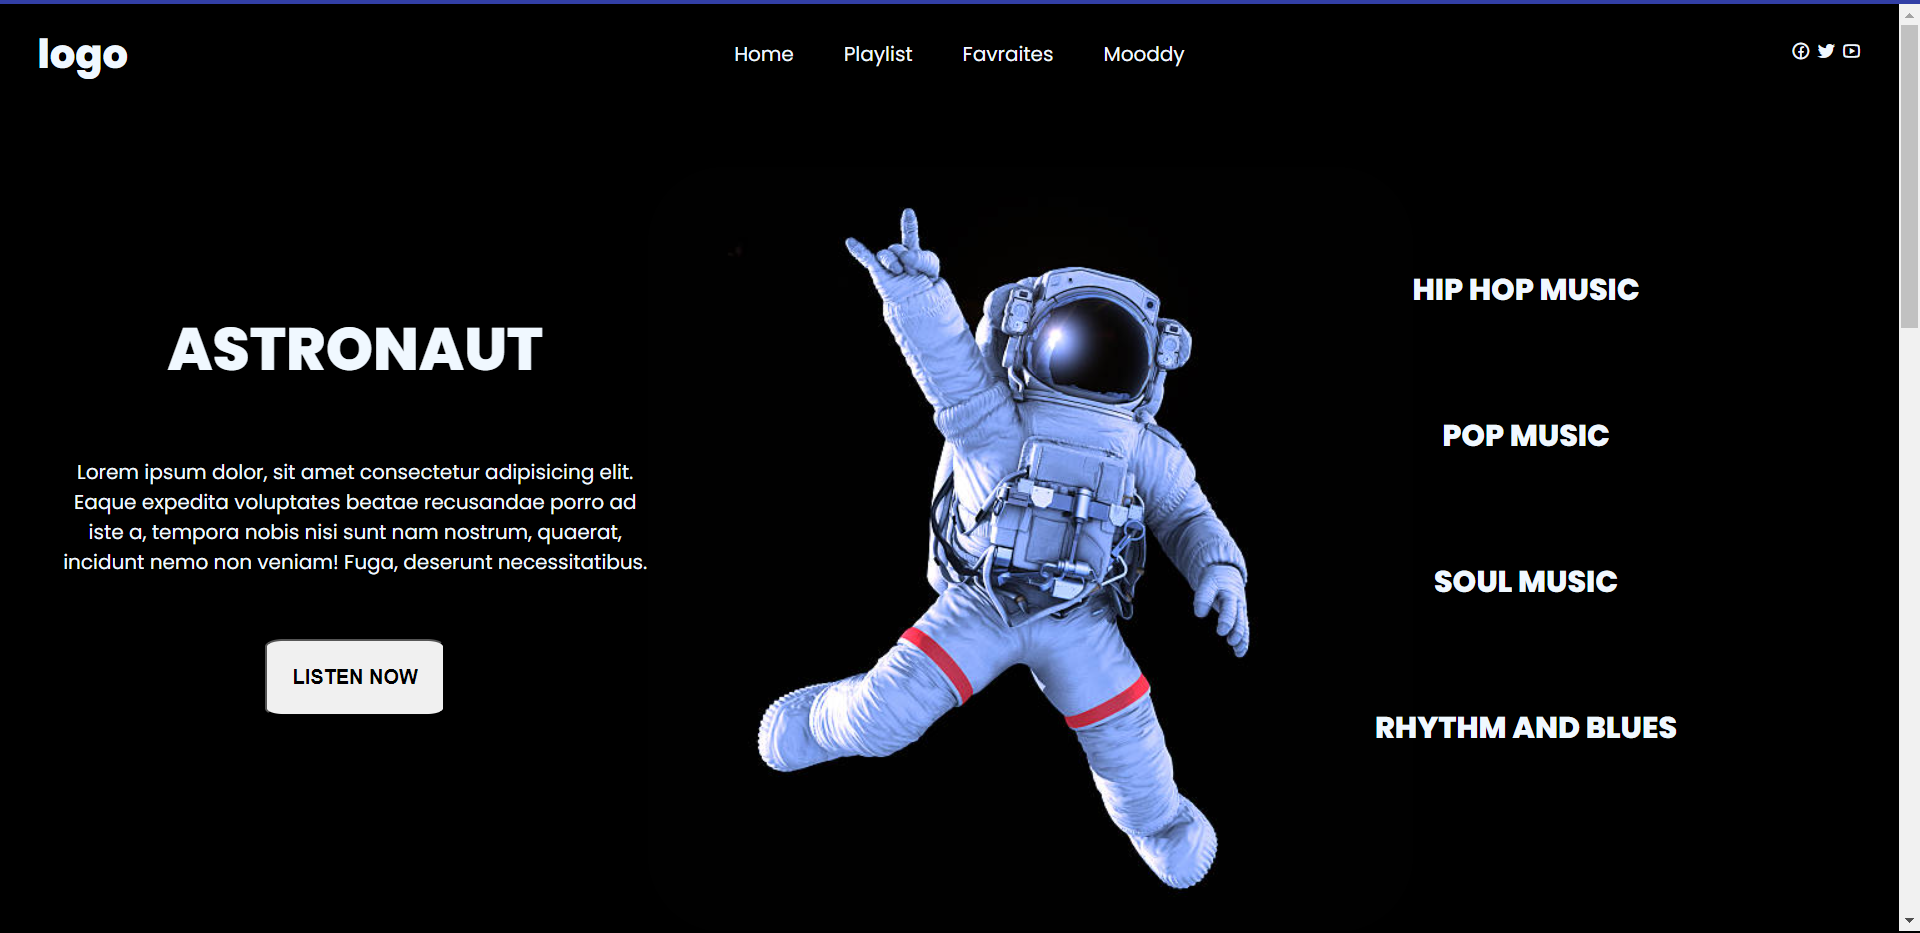 logo
Home
Playlist
Favraites
Mooddy
ASTRONAUT
Lorem ipsum dolor, sit amet consectetur adipisicing elit.
Eaque expedita voluptates beatae recusandae porro ad
iste a, tempora nobis nisi sunt nam nostrum, quaerat,
incidunt nemo non veniam! Fuga, deserunt necessitatibus.
LISTEN NOW
HIP HOP MUSIC
POP MUSIC
SOUL MUSIC
RHYTHM AND BLUES